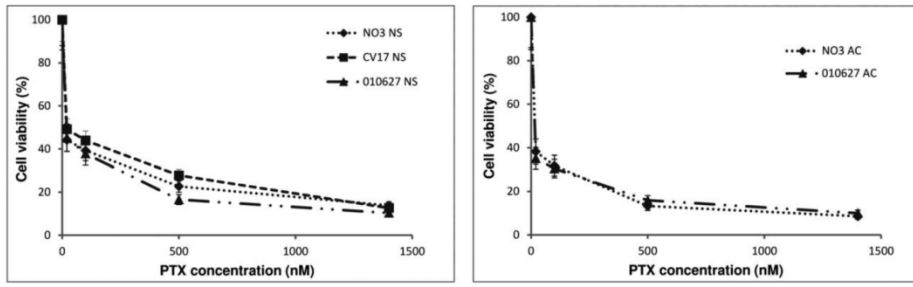 100
80
60
40
20
0
Cell viability (%)
NO3 NS
CV17 NS
010627 NS
0
500
1000
1500
PTX concentration (nM)
100
80
60
40
20
0
Cell viability (%)
NO3 AC
010627 AC
0
500
1000
1500
PTX concentration (nM)